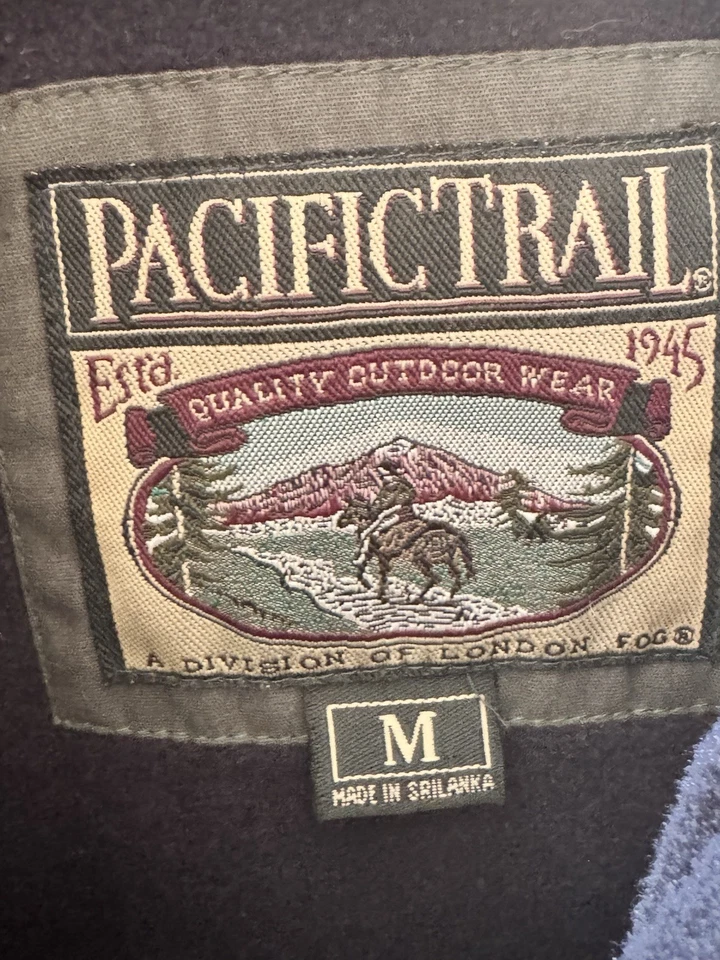 PACIFICTRAIL®
Est'd. 1945
QUALITY OUTDOOR WEAR
A DIVISION OF LONDON FOG®
M
MADE IN SRILANKA